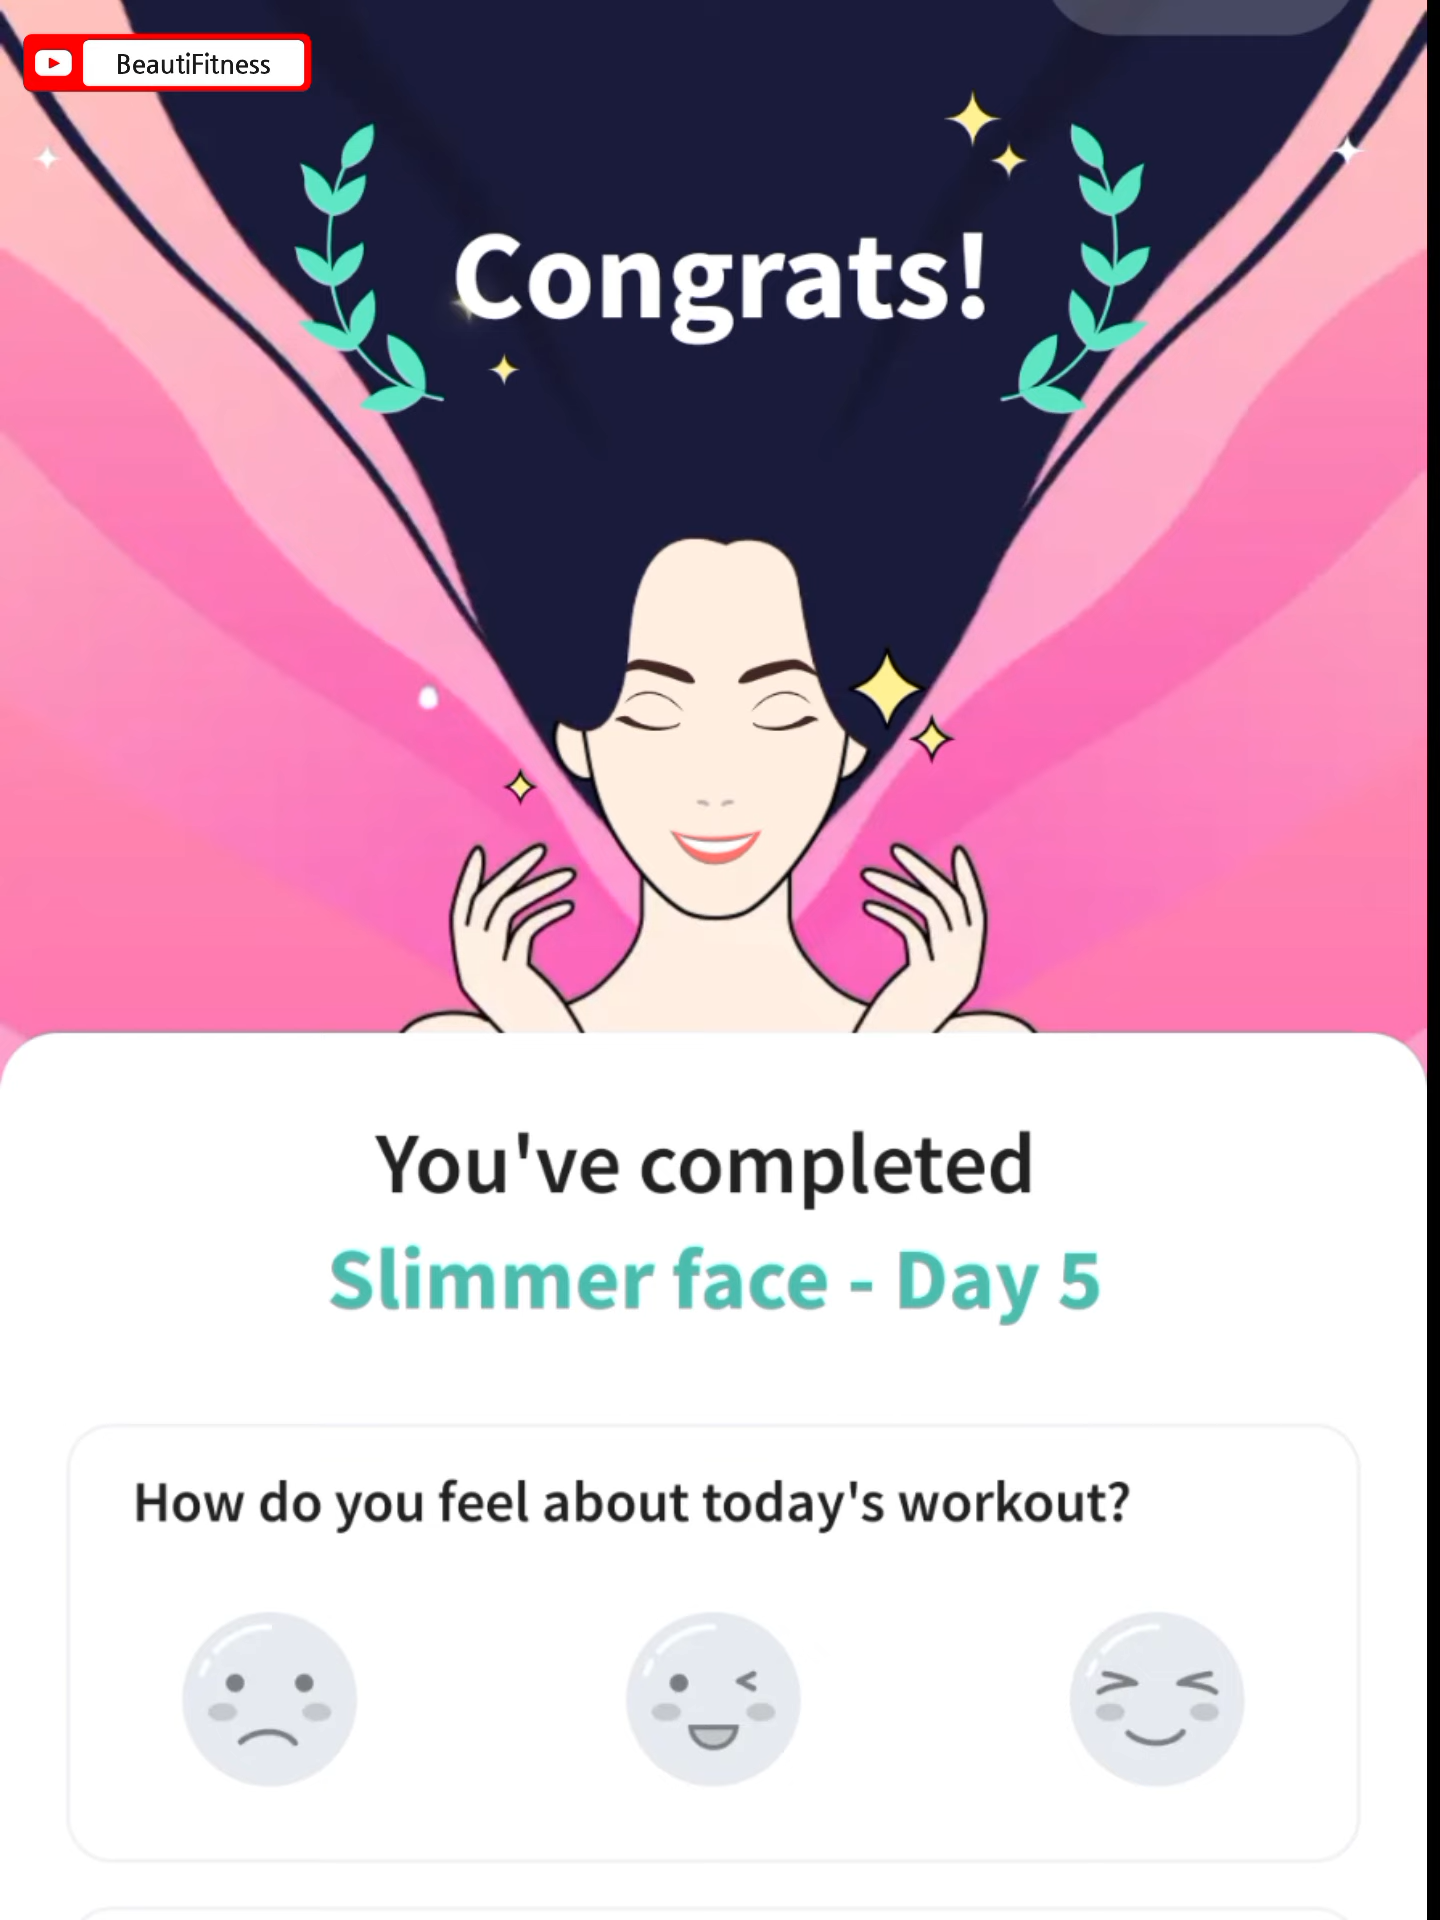 BeautiFitness
Congrats!
You've completed
Slimmer face - Day 5
How do you feel about today's workout?